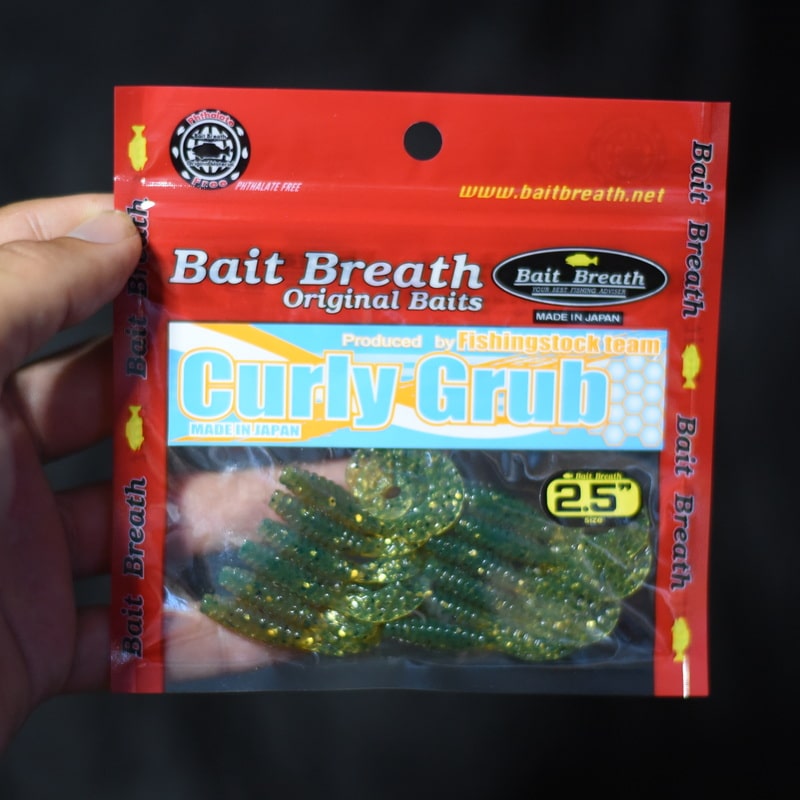 Phthalate
Free
PHTHALATE FREE
www.baitbreath.net
Bait Breath
Original Baits
Bait Breath
YOUR BEST FISHING ADVISER
MADE IN JAPAN
Produced by Fishingstock team
Curly Grub
MADE IN JAPAN
Bait Breath
2.5"
SIZE
Bait Breath
Bait Breath
Bait Breath
Bait Breath